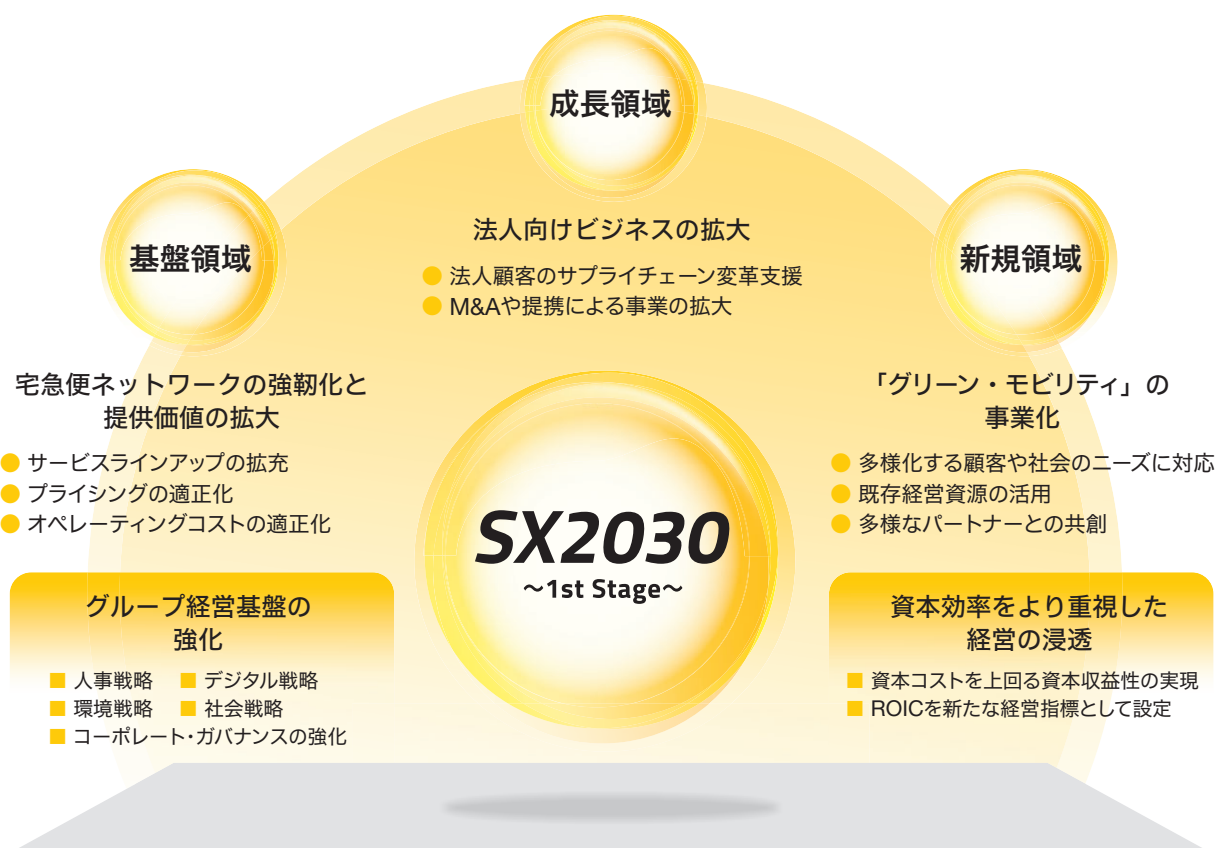 成長領域
法人向けビジネスの拡大
● 法人顧客のサプライチェーン変革支援
● M&Aや提携による事業の拡大
基盤領域
宅急便ネットワークの強靭化と
提供価値の拡大
● サービスラインアップの拡充
● プライシングの適正化
● オペレーティングコストの適正化
新規領域
「グリーン・モビリティ」の
事業化
● 多様化する顧客や社会のニーズに対応
● 既存経営資源の活用
● 多様なパートナーとの共創
SX2030
～1st Stage～
グループ経営基盤の
強化
■ 人事戦略 ■ デジタル戦略
■ 環境戦略 ■ 社会戦略
■ コーポレート・ガバナンスの強化
資本効率をより重視した
経営の浸透
■ 資本コストを上回る資本収益性の実現
■ ROICを新たな経営指標として設定